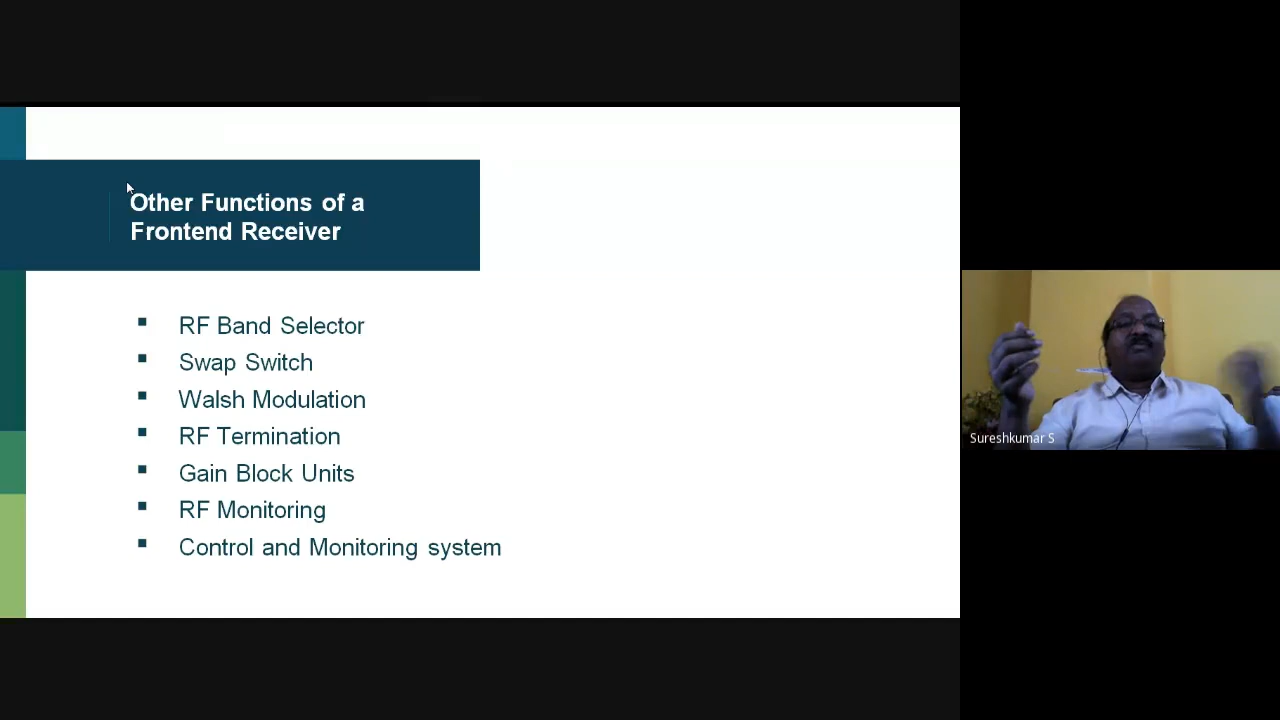 Other Functions of a
Frontend Receiver
RF Band Selector
Swap Switch
Walsh Modulation
RF Termination
Gain Block Units
RF Monitoring
Control and Monitoring system
Sureshkumar S